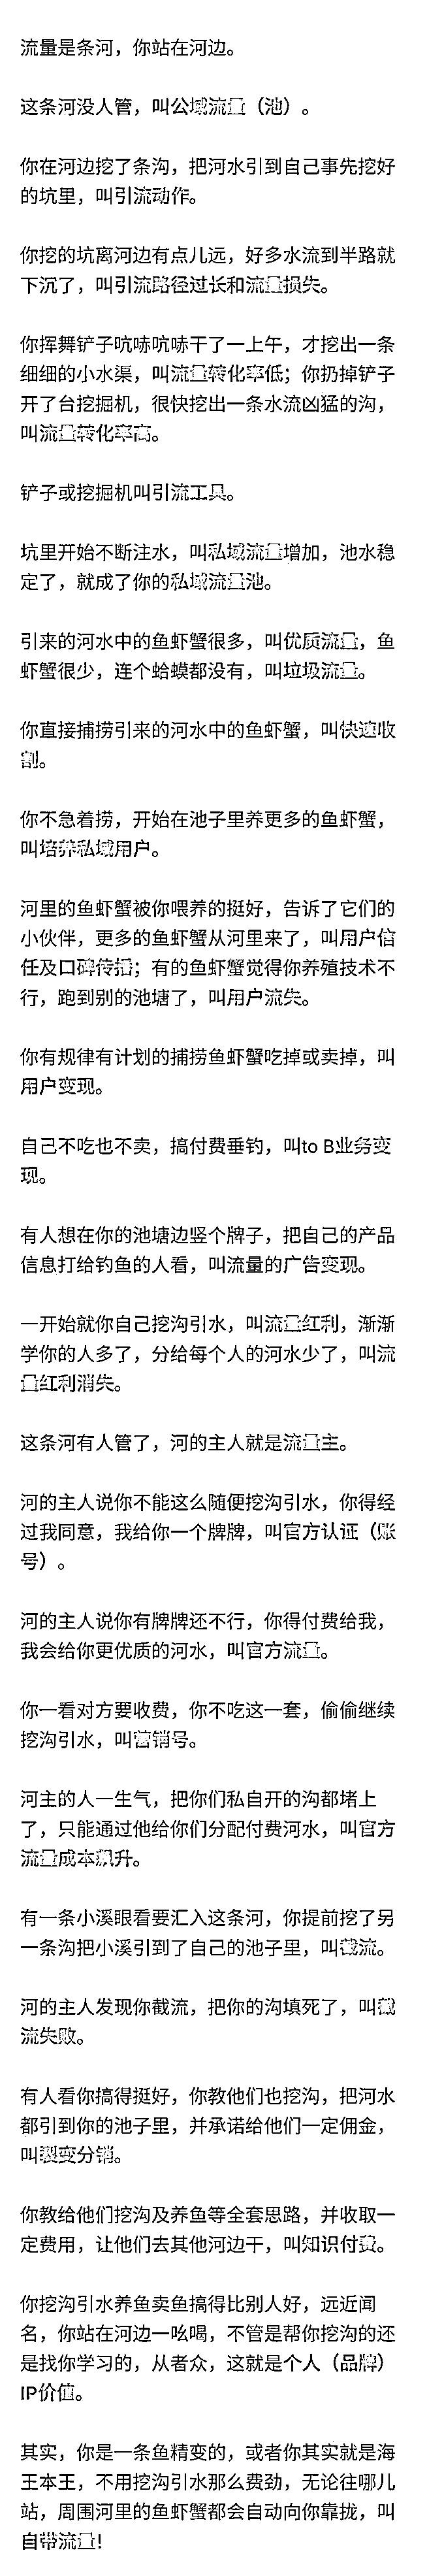 流量是条河，你站在河边。
这条河没人管，叫公域流量（池）。
你在河边挖了条沟，把河水引到自己事先挖好
的坑里，叫引流动作。
你挖的坑离河边有点儿远，好多水流到半路就
下沉了，叫引流路径过长和流量损失。
你挥舞铲子吭哧吭哧干了一上午，才挖出一条
细细的小水渠，叫流量转化率低；你扔掉铲子
开了台挖掘机，很快挖出一条水流凶猛的沟，
叫流量转化率高。
铲子或挖掘机叫引流工具。
坑里开始不断注水，叫私域流量增加，池水稳
定了，就成了你的私域流量池。
引来的河水中的鱼虾蟹很多，叫优质流量，鱼
虾蟹很少，连个蛤蟆都没有，叫垃圾流量。
你直接捕捞引来的河水中的鱼虾蟹，叫快速收
割。
你不急着捞，开始在池子里养更多的鱼虾蟹，
叫培养私域用户。
河里的鱼虾蟹被你喂养的挺好，告诉了它们的
小伙伴，更多的鱼虾蟹从河里来了，叫用户信
任及口碑传播；有的鱼虾蟹觉得你养殖技术不
行，跑到别的池塘了，叫用户流失。
你有规律有计划的捕捞鱼虾蟹吃掉或卖掉，叫
用户变现。
自己不吃也不卖，搞付费垂钓，叫to B业务变
现。
有人想在你的池塘边竖个牌子，把自己的产品
信息打给钓鱼的人看，叫流量的广告变现。
一开始就你自己挖沟引水，叫流量红利，渐渐
学你的人多了，分给每个人的河水少了，叫流
量红利消失。
这条河有人管了，河的主人就是流量主。
河的主人说你不能这么随便挖沟引水，你得经
过我同意，我给你一个牌牌，叫官方认证（账
号）。
河的主人说你有牌牌还不行，你得付费给我，
我会给你更优质的河水，叫官方流量。
你一看对方要收费，你不吃这一套，偷偷继续
挖沟引水，叫营销号。
河主的人一生气，把你们私自开的沟都堵上
了，只能通过他给你们分配付费河水，叫官方
流量成本飙升。
有一条小溪眼看要汇入这条河，你提前挖了另
一条沟把小溪引到了自己的池子里，叫截流。
河的主人发现你截流，把你的沟填死了，叫截
流失败。
有人看你搞得挺好，你教他们也挖沟，把河水
都引到你的池子里，并承诺给他们一定佣金，
叫裂变分销。
你教给他们挖沟及养鱼等全套思路，并收取一
定费用，让他们去其他河边干，叫知识付费。
你挖沟引水养鱼卖鱼搞得比别人好，远近闻
名，你站在河边一吆喝，不管是帮你挖沟的还
是找你学习的，从者众，这就是个人（品牌）
IP价值。
其实，你是一条鱼精变的，或者你其实就是海
王本王，不用挖沟引水那么费劲，无论往哪儿
站，周围河里的鱼虾蟹都会自动向你靠拢，叫
自带流量！